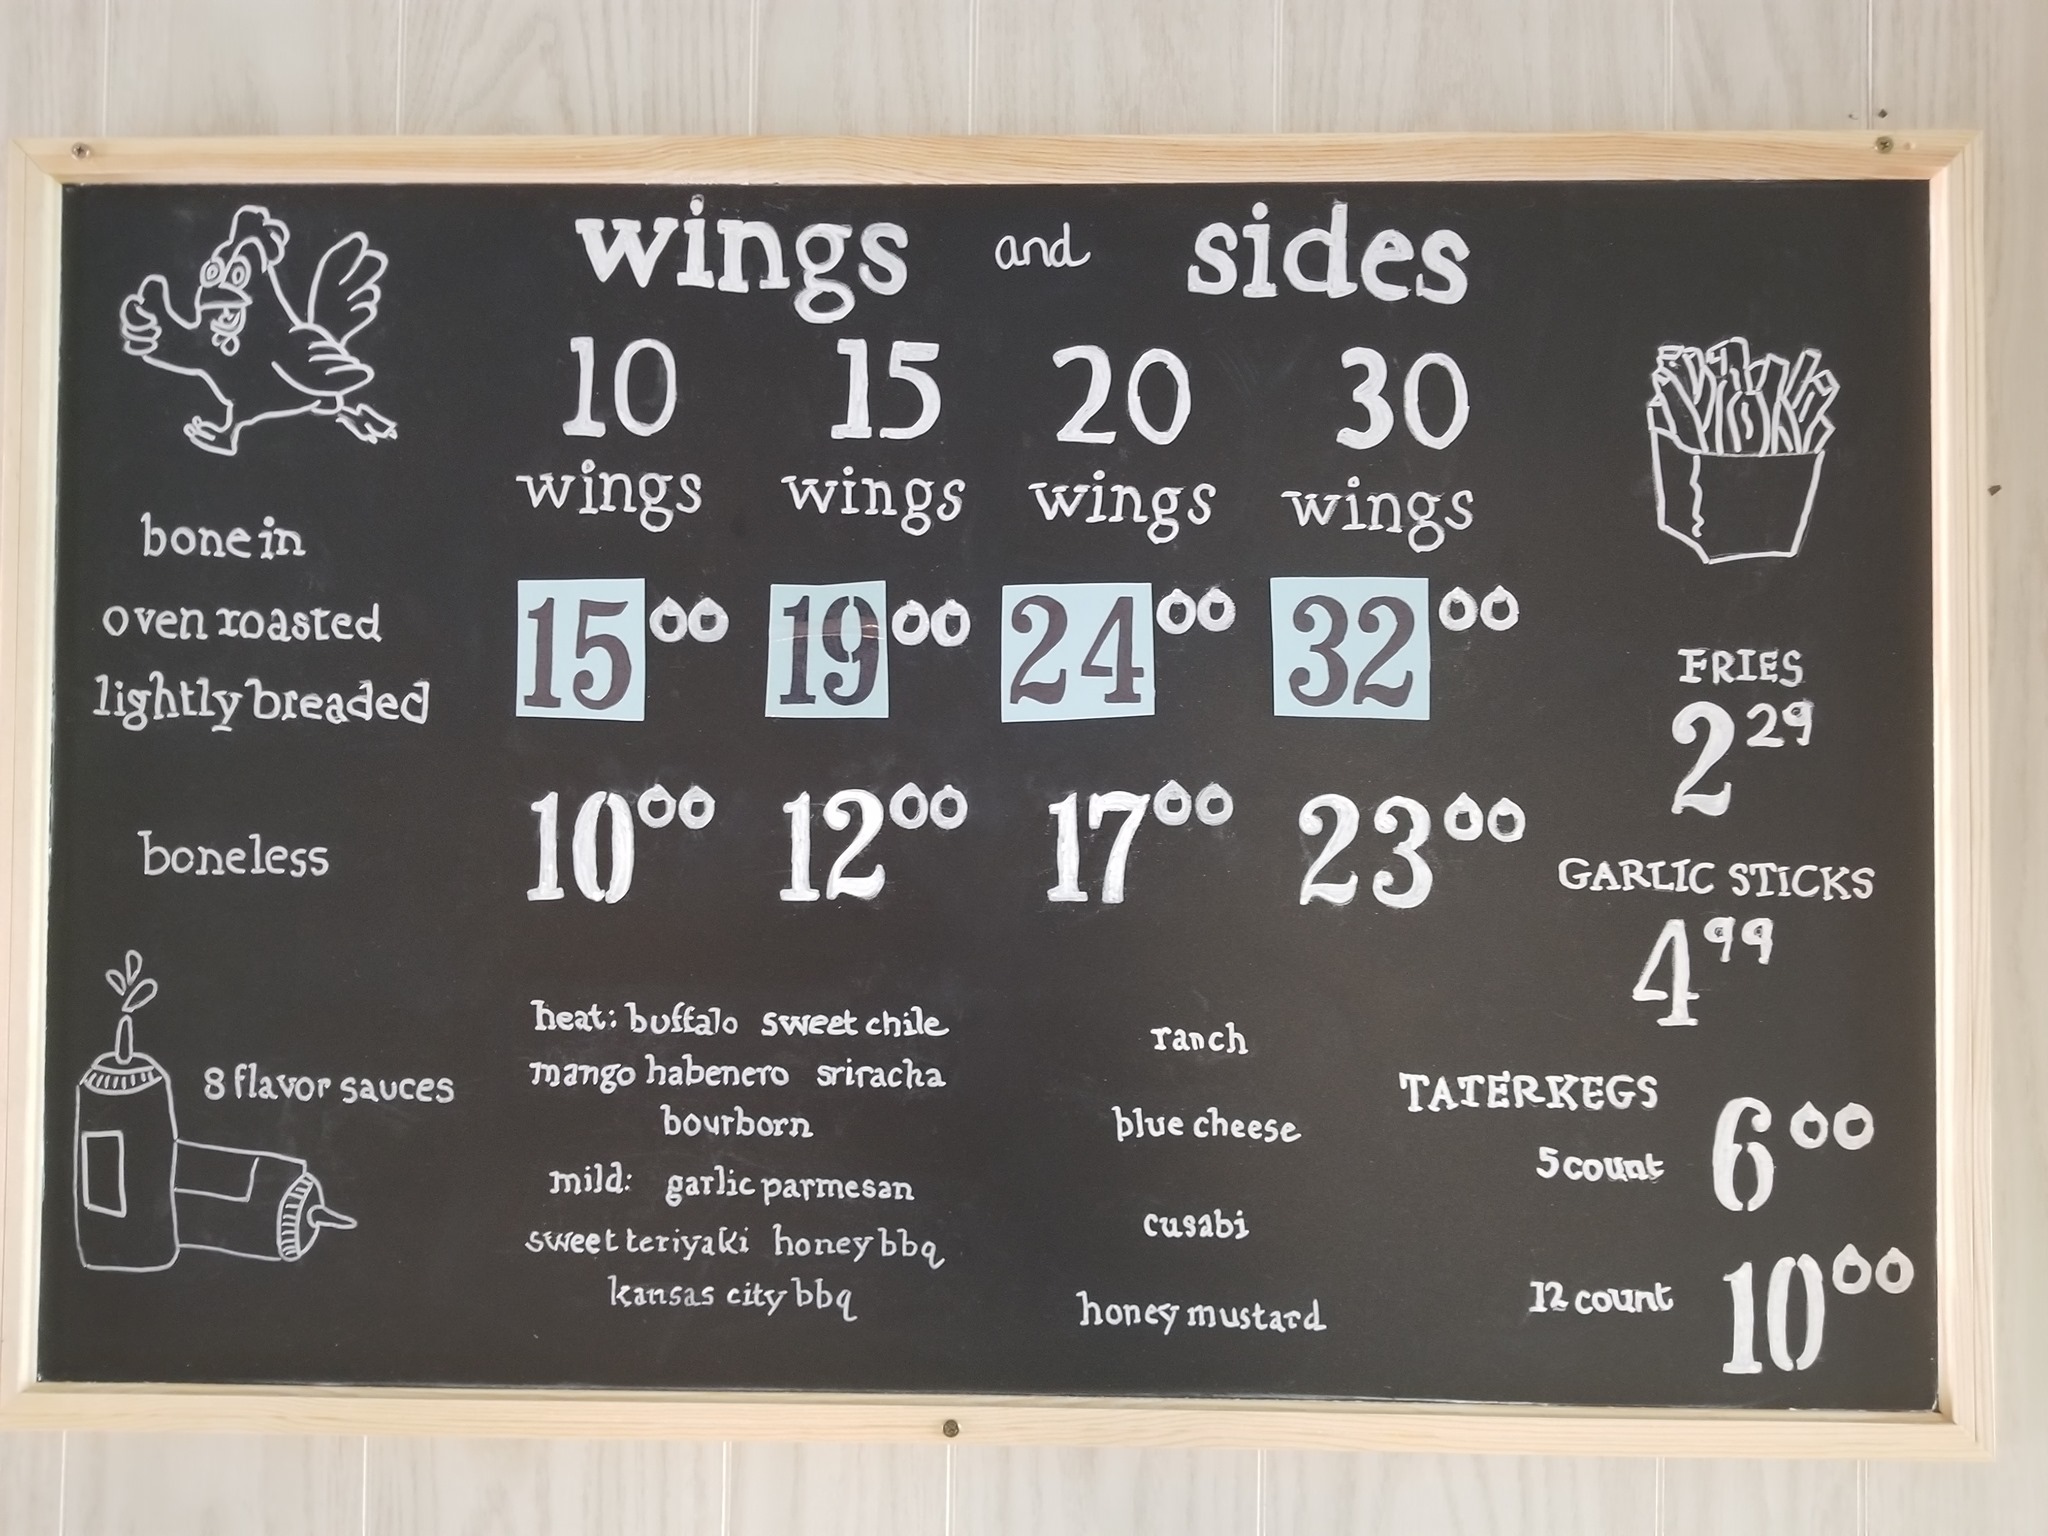 wings and sides
10 15 20 30
wings wings wings wings
bone in
oven roasted
lightly breaded
15 00 19 00 24 00 32 00
boneless
10 00 12 00 17 00 23 00
8 flavor sauces
heat: buffalo sweet chile
mango habenero sriracha
bourborn
mild: garlic parmesan
sweet teriyaki honey bbq
kansas city bbq
ranch
blue cheese
cusabi
honey mustard
FRIES
2 29
GARLIC STICKS
4 99
TATERKEGS
5 count 6 00
12 count 10 00